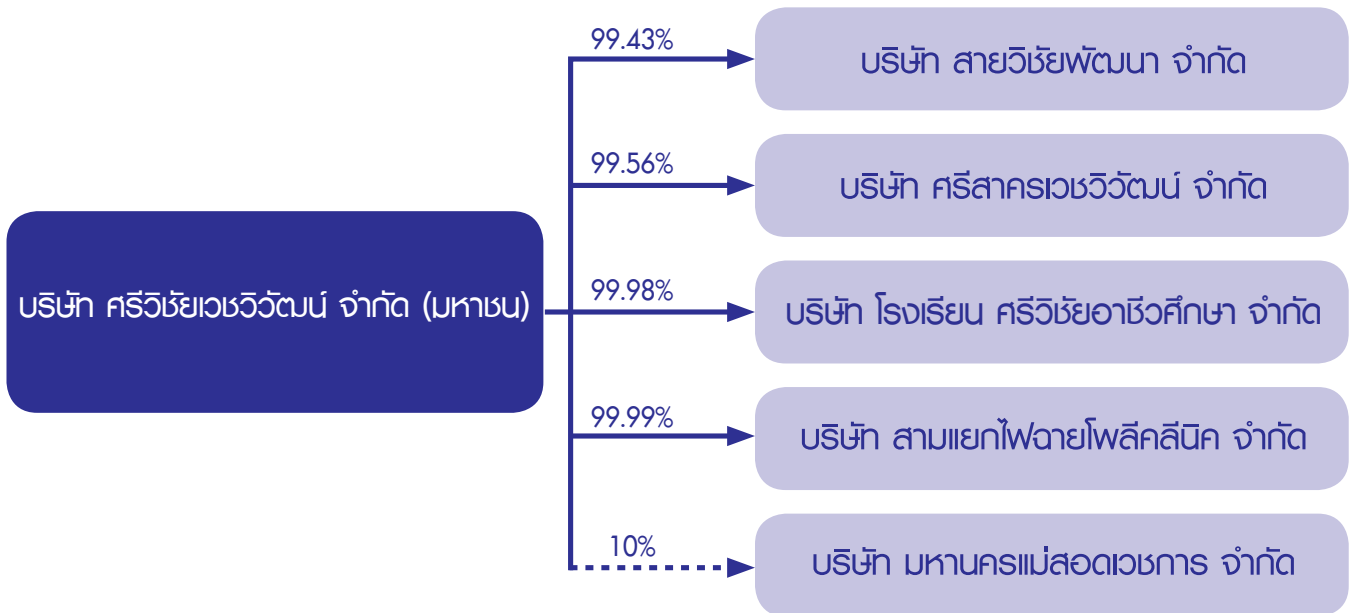 บริษัท ศรีวิชัยเวชวิวัฒน์ จำกัด (มหาชน)
99.43%
บริษัท สายวิชัยพัฒนา จำกัด
99.56%
บริษัท ศรีสาครเวชวิวัฒน์ จำกัด
99.98%
บริษัท โรงเรียน ศรีวิชัยอาชีวศึกษา จำกัด
99.99%
บริษัท สามแยกไฟฉายโพลีคลีนิค จำกัด
10%
บริษัท มหานครแม่สอดเวชการ จำกัด